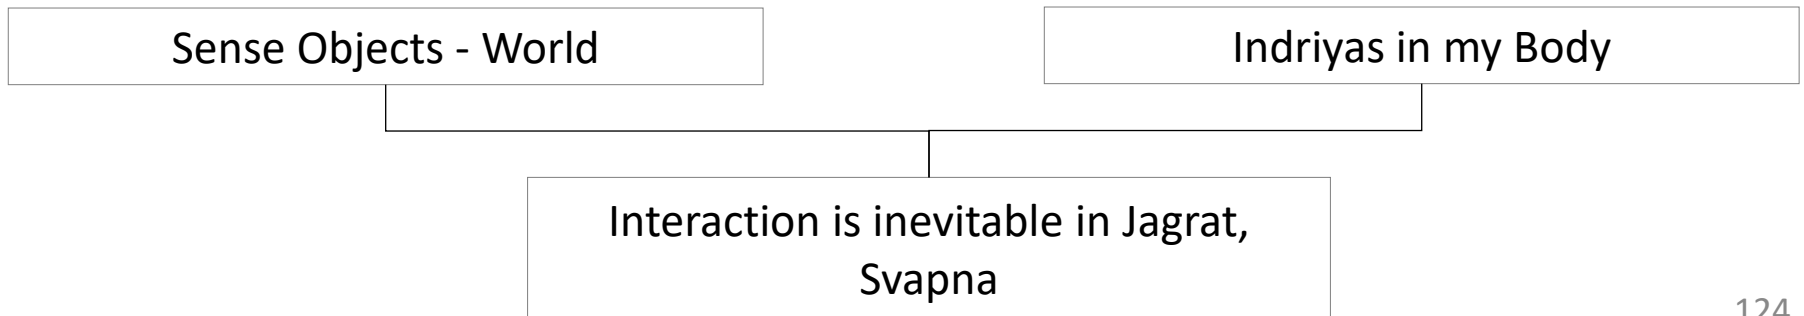 Sense Objects - World
Indriyas in my Body
Interaction is inevitable in Jagrat,
Svapna
124